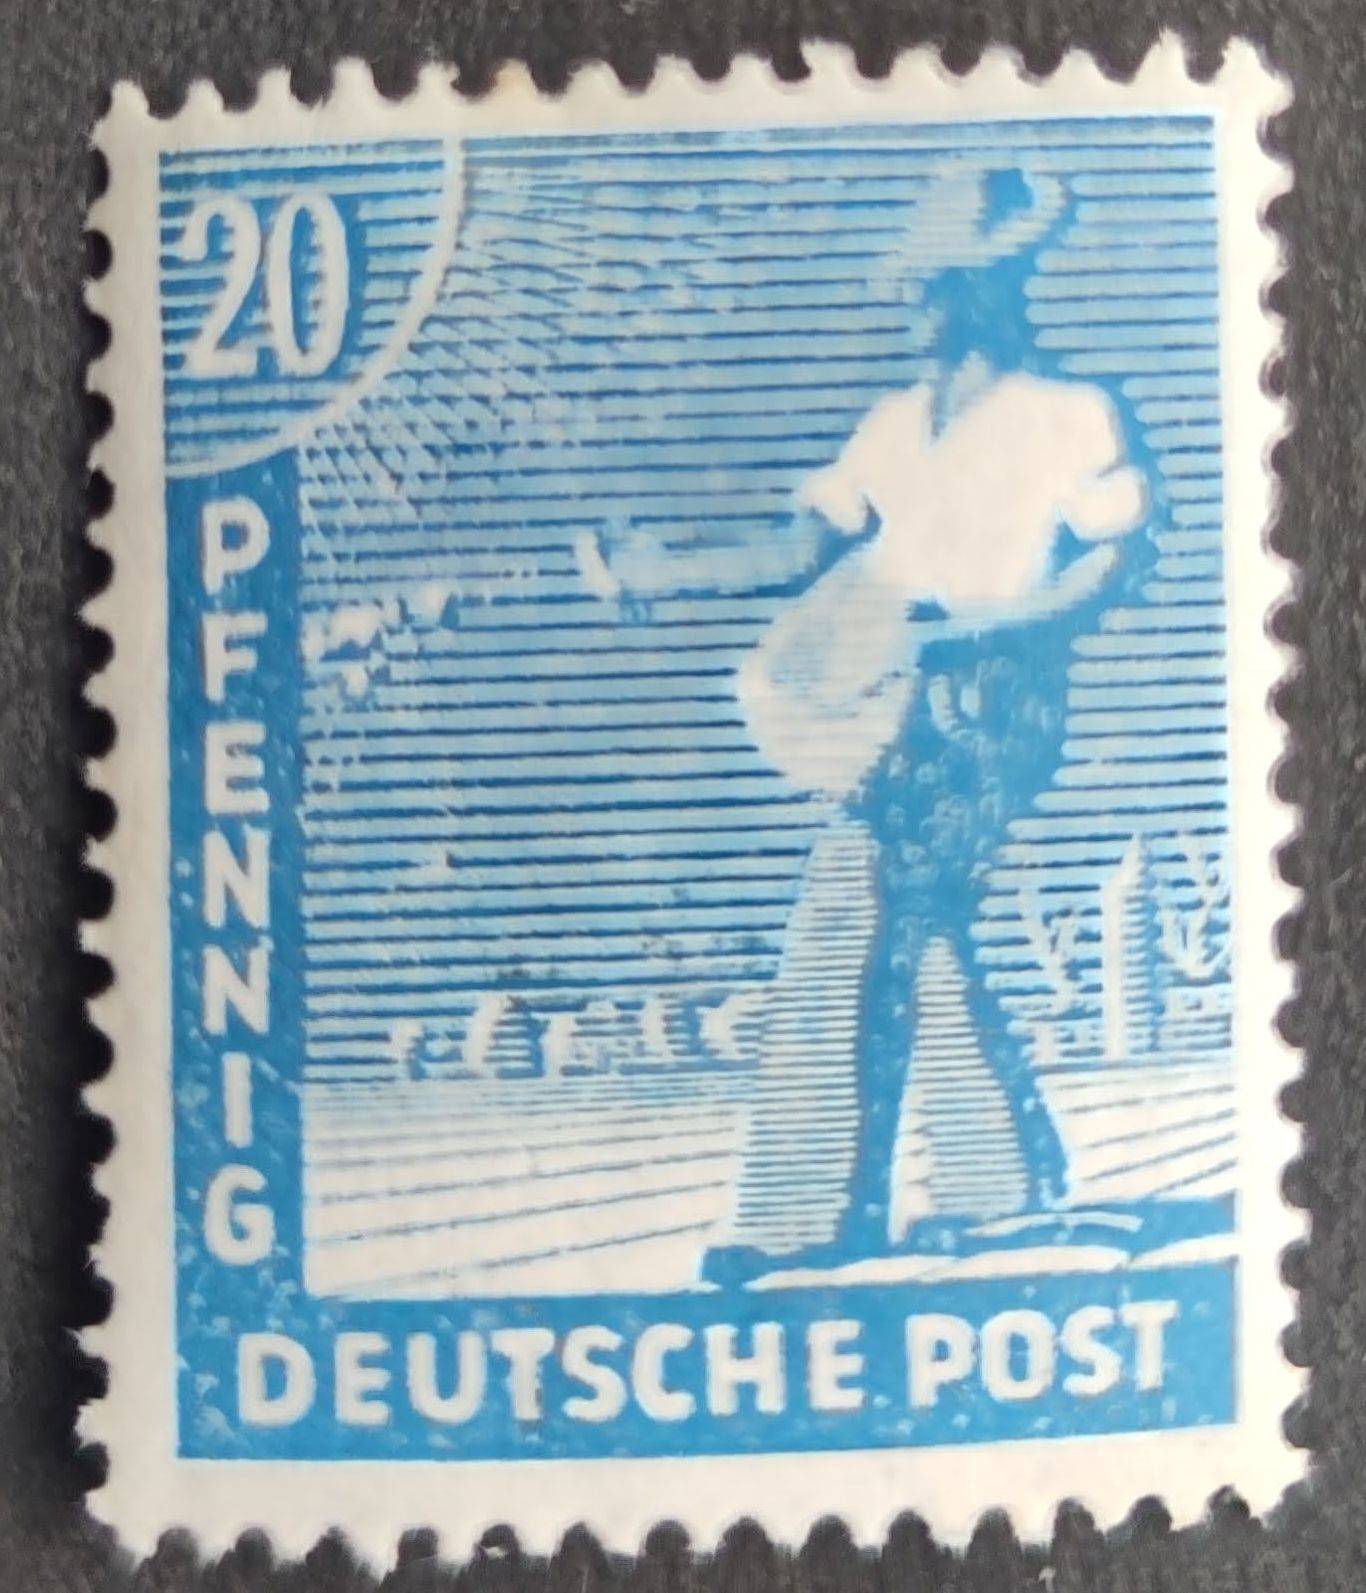 20
PFENNIG
DEUTSCHE POST